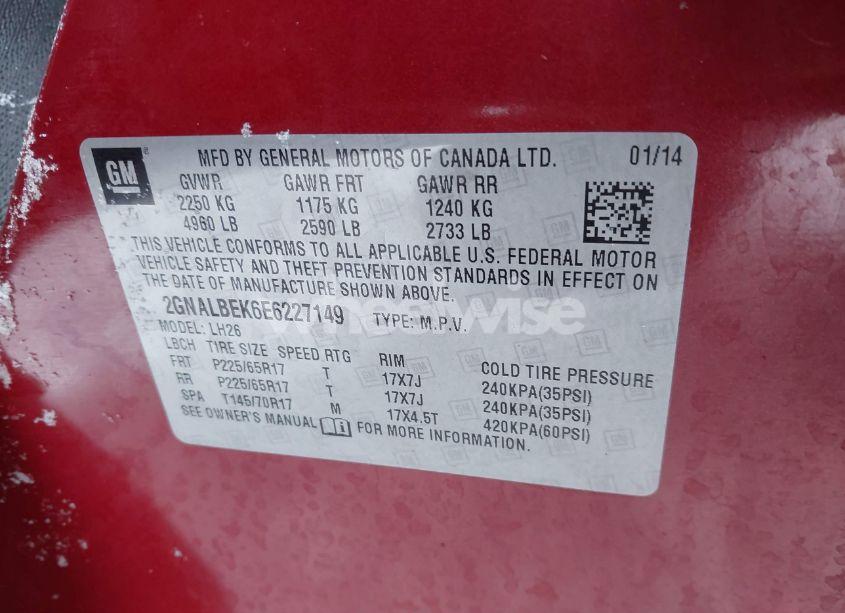 GM
MFD BY GENERAL MOTORS OF CANADA LTD. 01/14
GVWR GAWR FRT GAWR RR
2250 KG 1175 KG 1240 KG
4960 LB 2590 LB 2733 LB
THIS VEHICLE CONFORMS TO ALL APPLICABLE U.S. FEDERAL MOTOR
VEHICLE SAFETY AND THEFT PREVENTION STANDARDS IN EFFECT ON
THE DATE OF MANUFACTURE SHOWN ABOVE.
2GNALBEK6E6227149 TYPE: M.P.V.
wheelwise
MODEL: LH26
LBCH TIRE SIZE SPEED RTG RIM COLD TIRE PRESSURE
FRT P225/65R17 T 17X7J 240KPA(35PSI)
RR P225/65R17 T 17X7J 240KPA(35PSI)
SPA T145/70R17 M 17X4.5T 420KPA(60PSI)
SEE OWNER'S MANUAL FOR MORE INFORMATION.